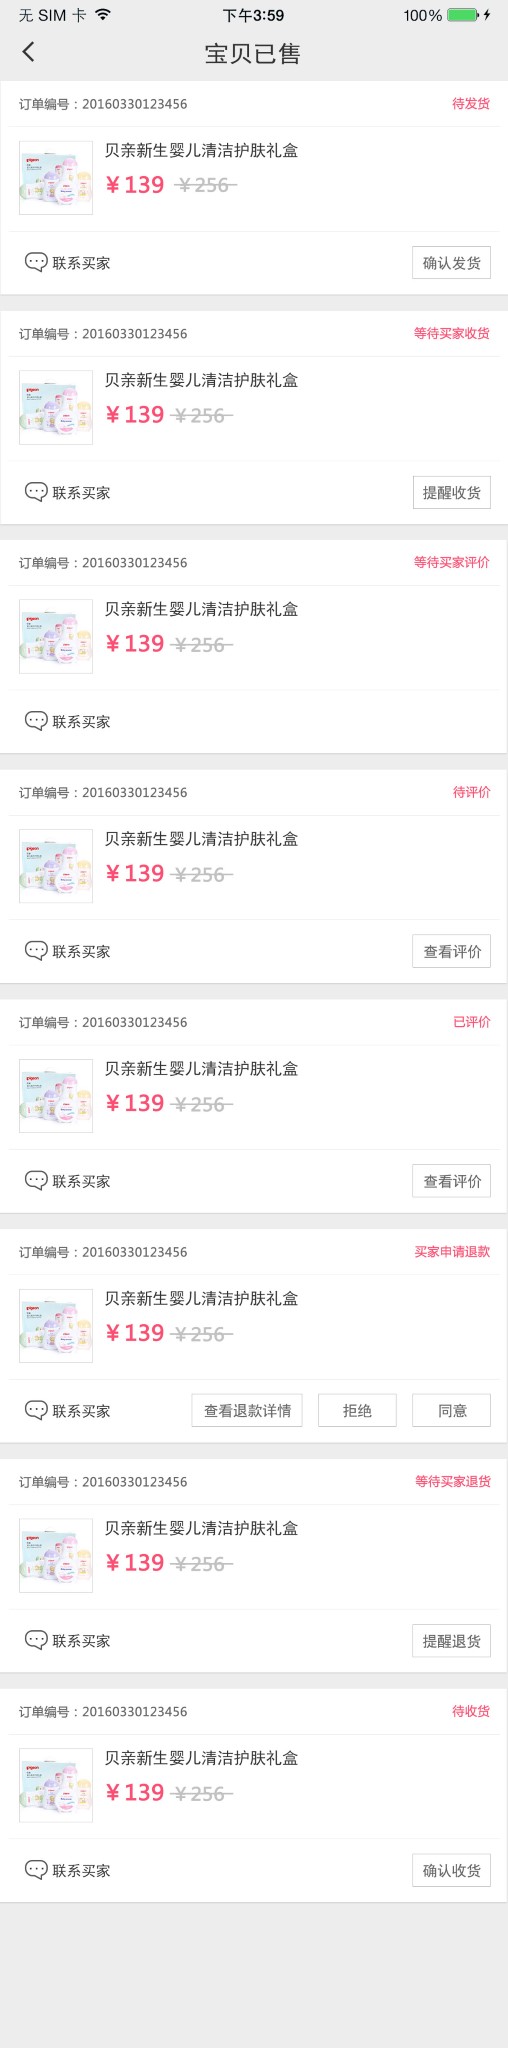 无 SIM 卡 下午3:59 100%
宝贝已售
订单编号：20160330123456 待发货
贝亲新生婴儿清洁护肤礼盒
¥139 ¥256
联系买家 确认发货
订单编号：20160330123456 等待买家收货
pigeon
贝亲新生婴儿清洁护肤礼盒
¥139 ¥256
联系买家 提醒收货
订单编号：20160330123456 等待买家评价
pigeon
贝亲新生婴儿清洁护肤礼盒
¥139 ¥256
联系买家
订单编号：20160330123456 待评价
pigeon
贝亲新生婴儿清洁护肤礼盒
¥139 ¥256
联系买家 查看评价
订单编号：20160330123456 已评价
pigeon
贝亲新生婴儿清洁护肤礼盒
¥139 ¥256
联系买家 查看评价
订单编号：20160330123456 买家申请退款
pigeon
贝亲新生婴儿清洁护肤礼盒
¥139 ¥256
联系买家 查看退款详情 拒绝 同意
订单编号：20160330123456 等待买家退货
pigeon
贝亲新生婴儿清洁护肤礼盒
¥139 ¥256
联系买家 提醒退货
订单编号：20160330123456 待收货
pigeon
贝亲新生婴儿清洁护肤礼盒
¥139 ¥256
联系买家 确认收货